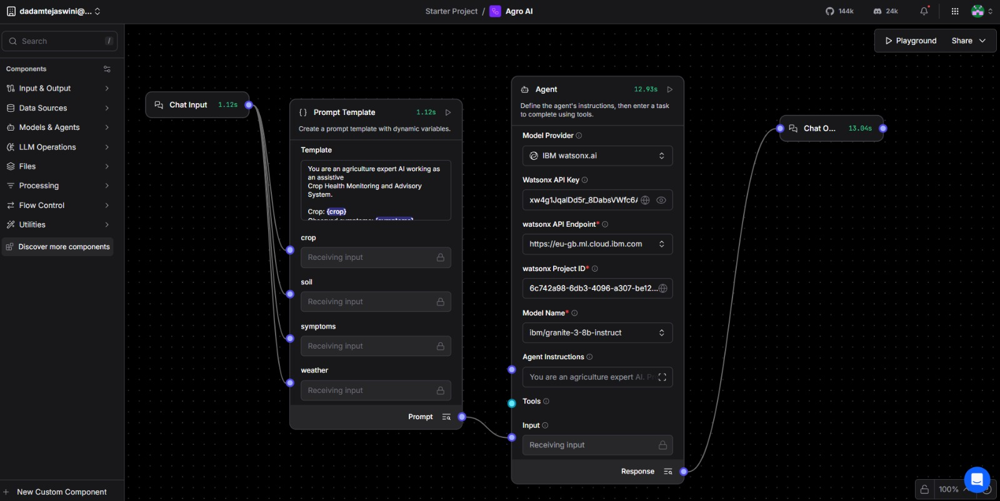 dadamtejaswini@...
Starter Project / Agro AI
144k
24k
Search /
Playground
Share
Components
Input & Output
Data Sources
Models & Agents
LLM Operations
Files
Processing
Flow Control
Utilities
Discover more components
New Custom Component
Chat Input 1.12s
{} Prompt Template 1.12s
Create a prompt template with dynamic variables.
Template
You are an agriculture expert AI working as
an assistive
Crop Health Monitoring and Advisory
System.
Crop: {crop}
Observed symptoms: {symptoms}
crop
Receiving input
soil
Receiving input
symptoms
Receiving input
weather
Receiving input
Prompt
Agent 12.93s
Define the agent's instructions, then enter a task
to complete using tools.
Model Provider
IBM watsonx.ai
Watsonx API Key
xw4g1JqalDd5r_8DabsVWfc6
watsonx API Endpoint*
https://eu-gb.ml.cloud.ibm.com
watsonx Project ID*
6c742a98-6db3-4096-a307-be12...
Model Name*
ibm/granite-3-8b-instruct
Agent Instructions
You are an agriculture expert AI. Pr
Tools
Input
Receiving input
Response
Chat O... 13.04s
100%